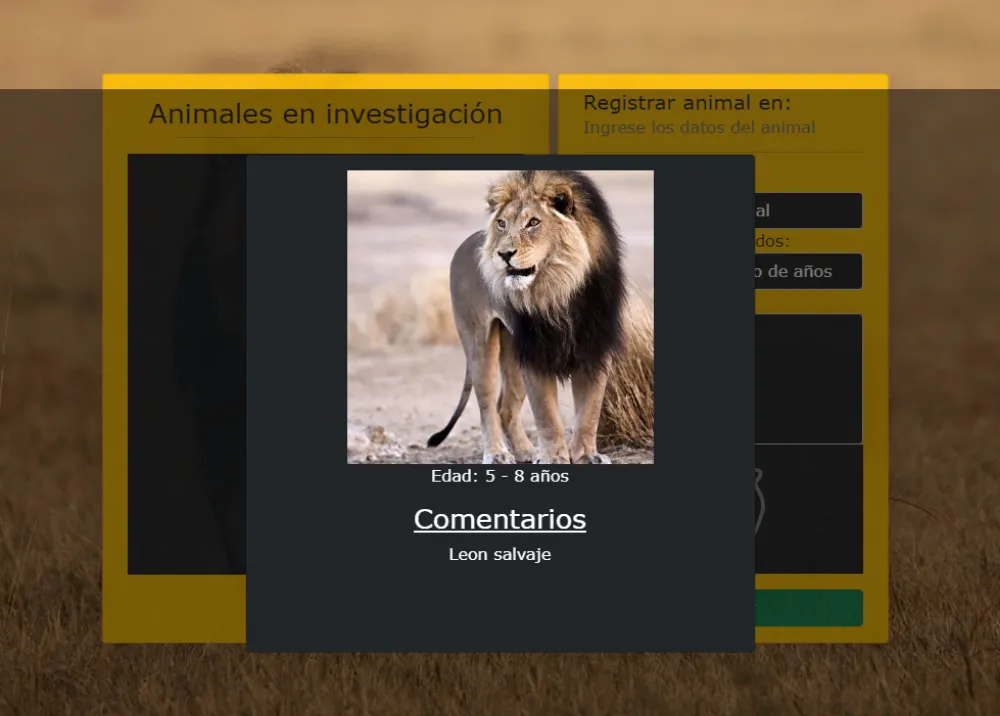 Animales en investigación
Registrar animal en:
Ingrese los datos del animal
al
dos:
o de años
Edad: 5 - 8 años
Comentarios
Leon salvaje